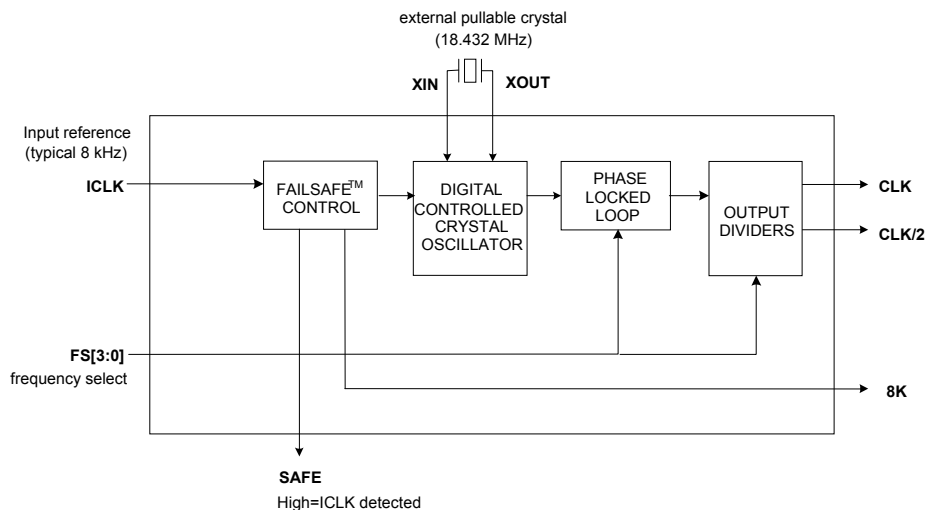 external pullable crystal
(18.432 MHz)
XIN
XOUT
Input reference
(typical 8 kHz)
ICLK
FAILSAFE™
CONTROL
DIGITAL
CONTROLLED
CRYSTAL
OSCILLATOR
PHASE
LOCKED
LOOP
OUTPUT
DIVIDERS
CLK
CLK/2
FS[3:0]
frequency select
8K
SAFE
High=ICLK detected